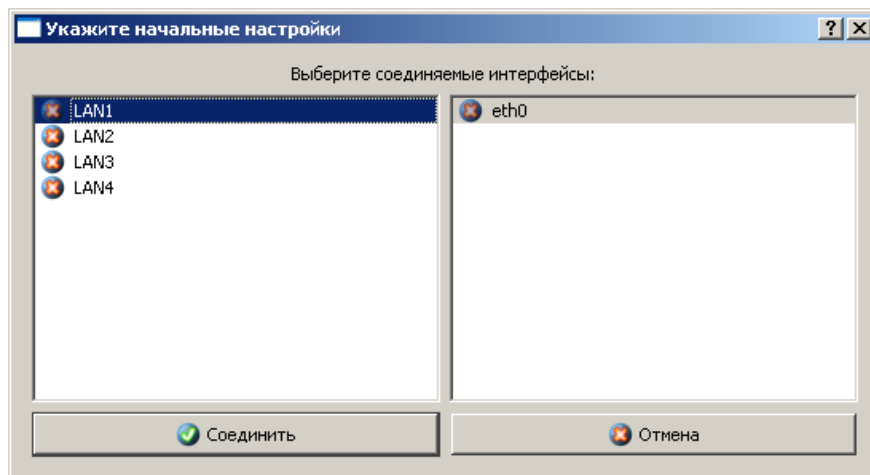 Укажите начальные настройки
Выберите соединяемые интерфейсы:
LAN1
LAN2
LAN3
LAN4
eth0
Соединить
Отмена